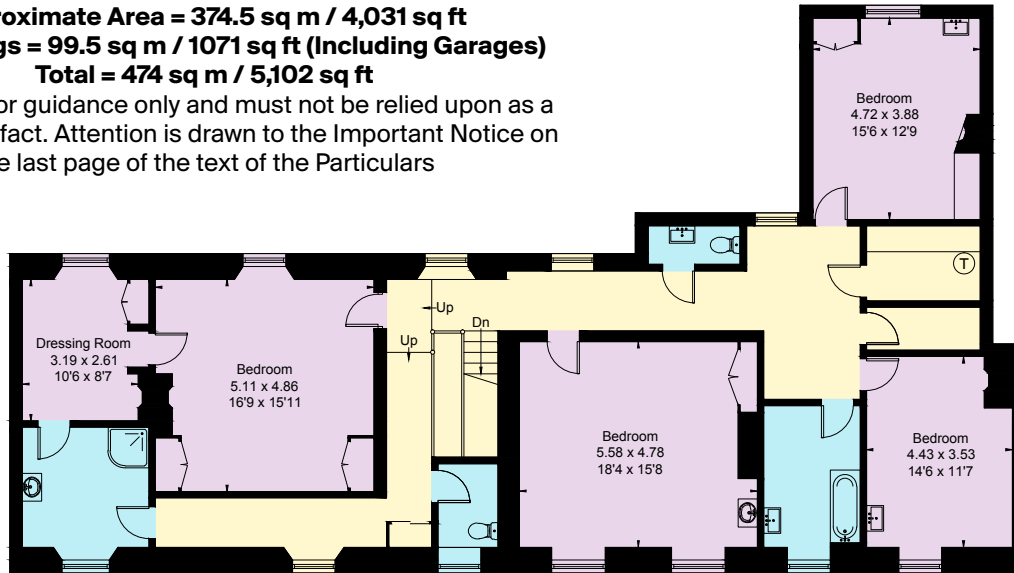 roximate Area = 374.5 sq m / 4,031 sq ft
gs = 99.5 sq m / 1071 sq ft (Including Garages)
Total = 474 sq m / 5,102 sq ft
or guidance only and must not be relied upon as a
fact. Attention is drawn to the Important Notice on
e last page of the text of the Particulars
Bedroom
4.72 x 3.88
15'6 x 12'9
T
Up
Dn
Up
Dressing Room
3.19 x 2.61
10'6 x 8'7
Bedroom
5.11 x 4.86
16'9 x 15'11
Bedroom
5.58 x 4.78
18'4 x 15'8
Bedroom
4.43 x 3.53
14'6 x 11'7